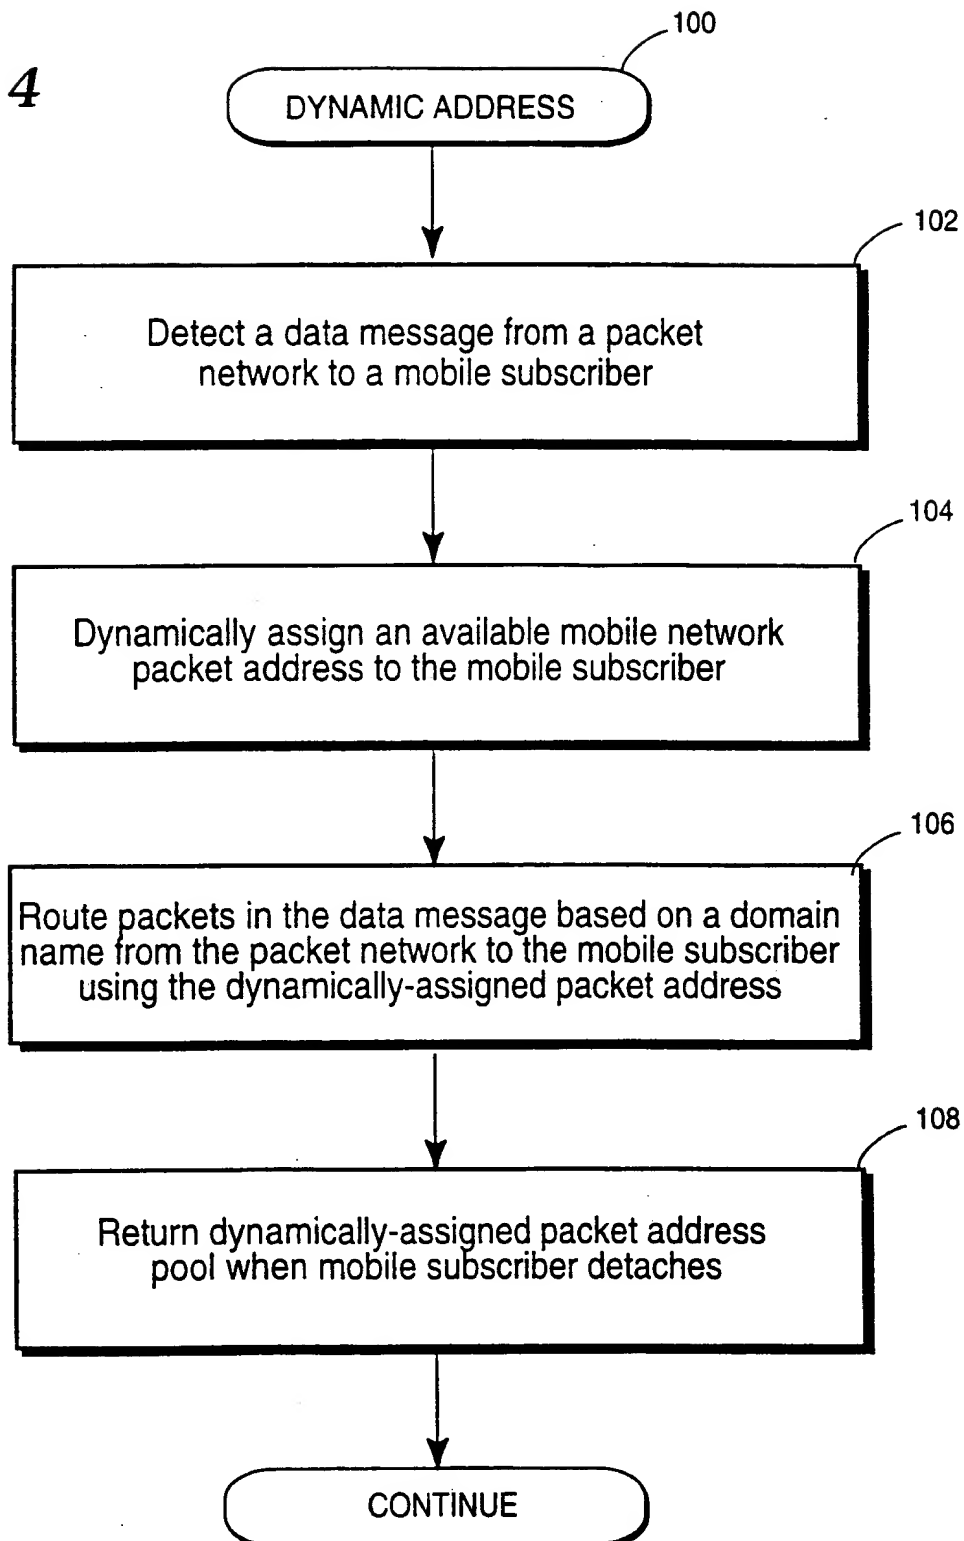 100
4
DYNAMIC ADDRESS
102
Detect a data message from a packet
network to a mobile subscriber
104
Dynamically assign an available mobile network
packet address to the mobile subscriber
106
Route packets in the data message based on a domain
name from the packet network to the mobile subscriber
using the dynamically-assigned packet address
108
Return dynamically-assigned packet address
pool when mobile subscriber detaches
CONTINUE